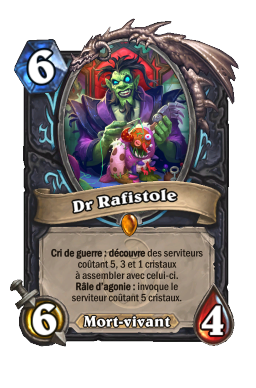 6
Dr Rafistole
Cri de guerre : découvre des serviteurs
coûtant 5, 3 et 1 cristaux
à assembler avec celui-ci.
Râle d'agonie : invoque le
serviteur coûtant 5 cristaux.
6
Mort-vivant
4